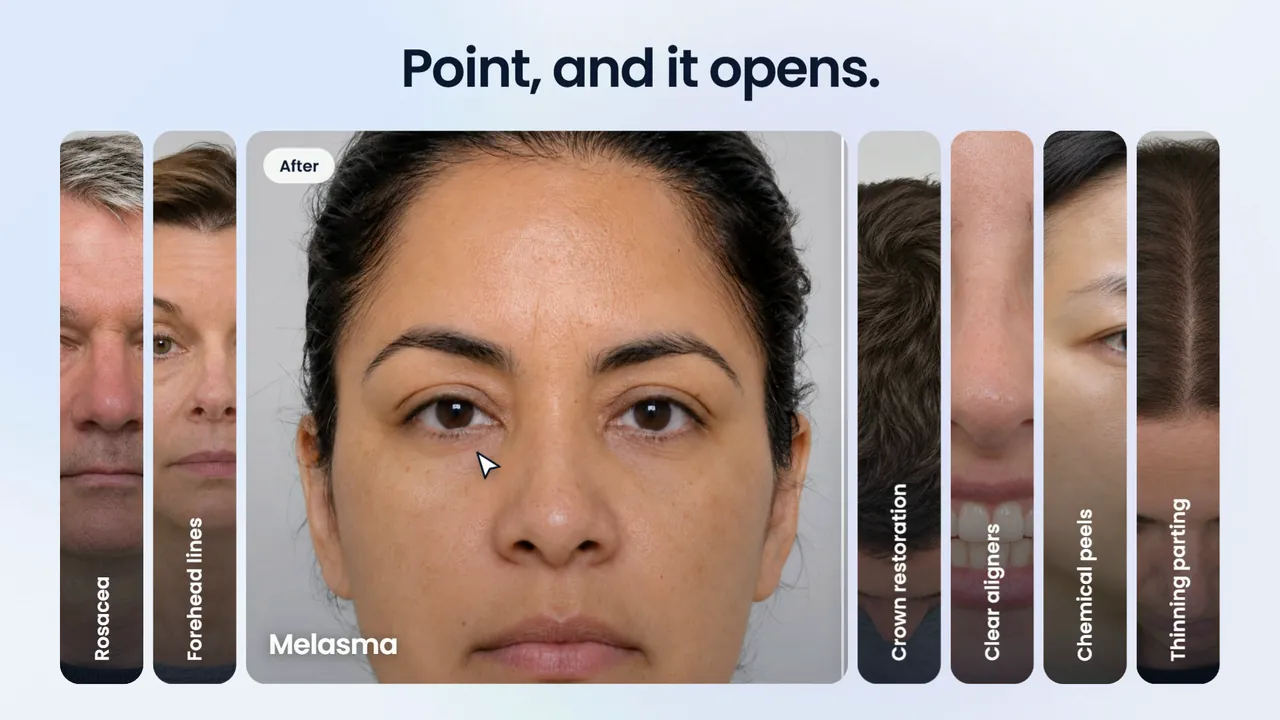 Point, and it opens.
After
Rosacea
Forehead lines
Melasma
Crown restoration
Clear aligners
Chemical peels
Thinning parting